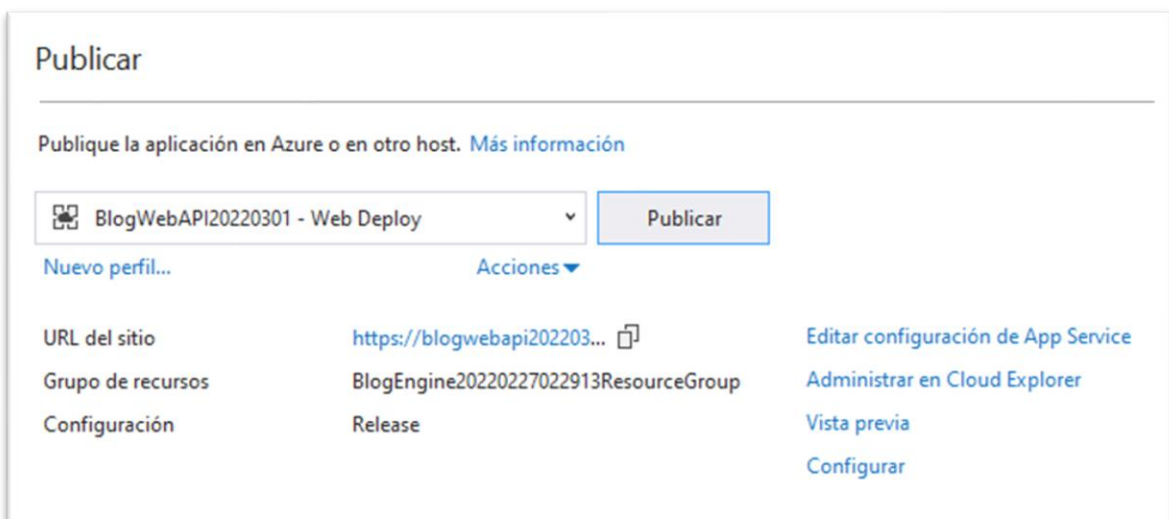 Publicar
Publique la aplicación en Azure o en otro host. Más información
BlogWebAPI20220301 - Web Deploy Publicar
Nuevo perfil... Acciones
URL del sitio https://blogwebapi202203... Editar configuración de App Service
Grupo de recursos BlogEngine20220227022913ResourceGroup Administrar en Cloud Explorer
Configuración Release Vista previa
Configurar